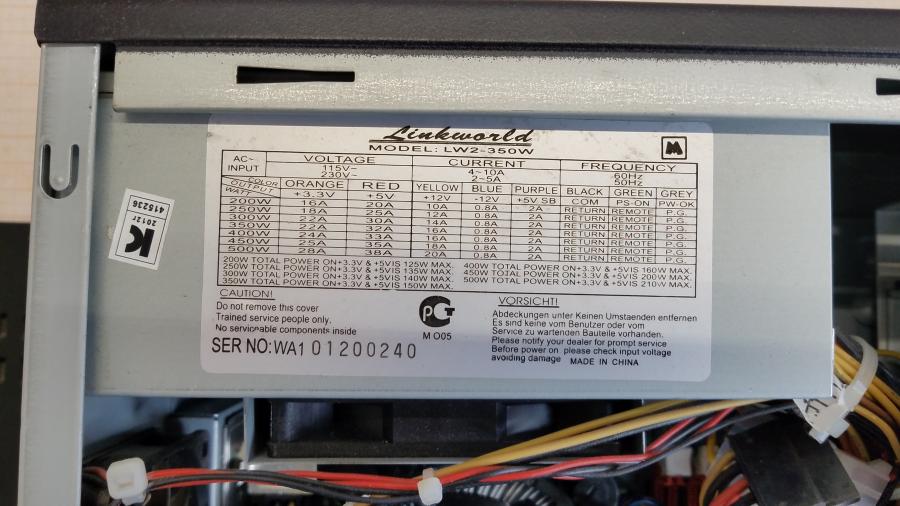 Linkworld
MODEL: LW2-350W
M
AC~ INPUT VOLTAGE CURRENT FREQUENCY
115V~ 4~10A 60Hz
230V~ 2~5A 50Hz
COLOR OUTPUT WATT ORANGE RED YELLOW BLUE PURPLE BLACK GREEN GREY
+3.3V +5V +12V -12V +5V SB COM PS-ON PW-OK
200W 16A 20A 10A 0.8A 2A RETURN REMOTE P.G.
250W 18A 25A 12A 0.8A 2A RETURN REMOTE P.G.
300W 22A 30A 14A 0.8A 2A RETURN REMOTE P.G.
350W 22A 32A 16A 0.8A 2A RETURN REMOTE P.G.
400W 24A 33A 16A 0.8A 2A RETURN REMOTE P.G.
450W 25A 35A 18A 0.8A 2A RETURN REMOTE P.G.
500W 28A 38A 20A 0.8A 2A RETURN REMOTE P.G.
200W TOTAL POWER ON+3.3V & +5VIS 125W MAX. 400W TOTAL POWER ON+3.3V & +5VIS 160W MAX.
250W TOTAL POWER ON+3.3V & +5VIS 135W MAX. 450W TOTAL POWER ON+3.3V & +5VIS 200W MAX.
300W TOTAL POWER ON+3.3V & +5VIS 140W MAX. 500W TOTAL POWER ON+3.3V & +5VIS 210W MAX.
350W TOTAL POWER ON+3.3V & +5VIS 150W MAX.
CAUTION!
Do not remove this cover
Trained service people only.
No serviceable components inside
SER NO: WA101200240
РСТ
M O05
VORSICHT!
Abdeckungen unter Keinen Umstaenden entfernen
Es sind keine vom Benutzer oder vom
Service zu wartenden Bauteile vorhanden.
Please notify your dealer for prompt service
Before power on please check input voltage
avoiding damage MADE IN CHINA
K
2012г
415236